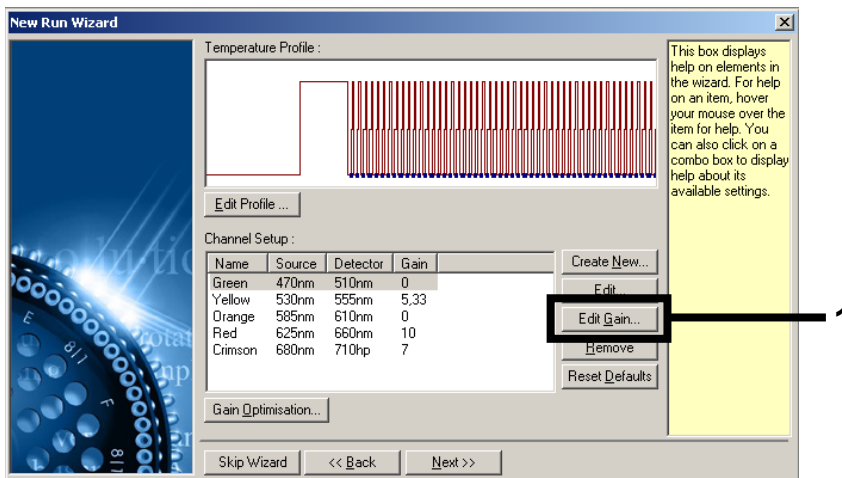 New Run Wizard
Temperature Profile :
This box displays
help on elements in
the wizard. For help
on an item, hover
your mouse over the
item for help. You
can also click on a
combo box to display
help about its
available settings.
Edit Profile ...
Channel Setup :
Name Source Detector Gain
Green 470nm 510nm 0
Yellow 530nm 555nm 5,33
Orange 585nm 610nm 0
Red 625nm 660nm 10
Crimson 680nm 710hp 7
Create New...
Edit...
Edit Gain...
Remove
Reset Defaults
Gain Optimisation...
Skip Wizard
<< Back
Next >>
1